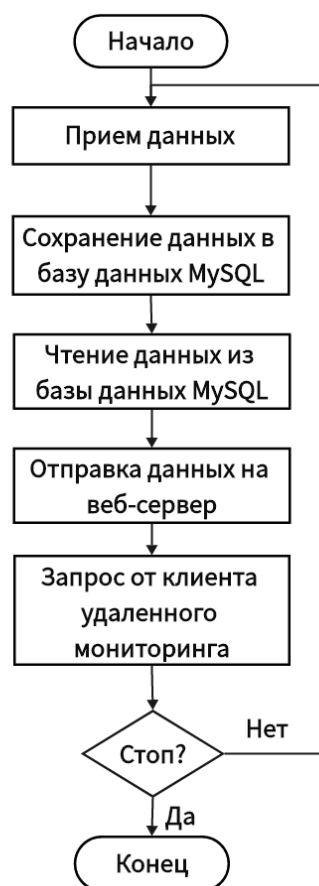 Начало
Прием данных
Сохранение данных в
базу данных MySQL
Чтение данных из
базы данных MySQL
Отправка данных на
веб-сервер
Запрос от клиента
удаленного
мониторинга
Стоп?
Нет
Да
Конец